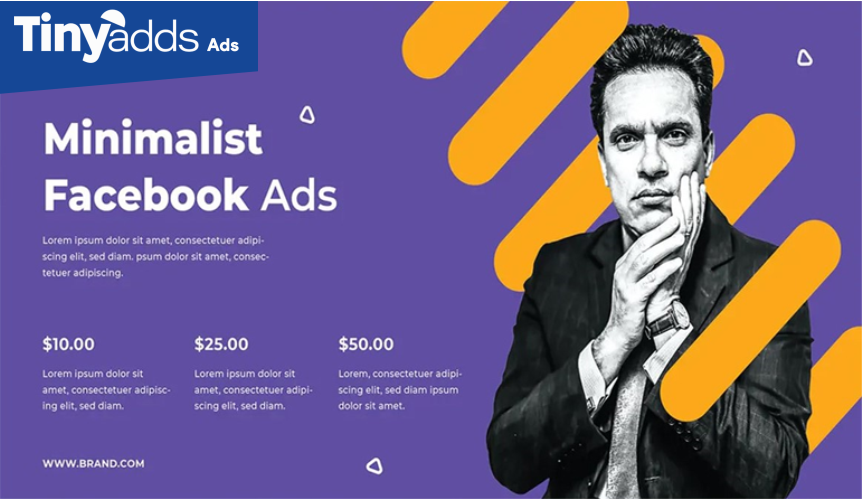 Tinyadds Ads
Minimalist
Facebook Ads
Lorem ipsum dolor sit amet, consectetuer adipi-
scing elit, sed diam. psum dolor sit amet, consec-
tetuer adipiscing.
$10.00
Lorem ipsum dolor sit
amet, consectetuer adipisc-
ing elit, sed diam.
$25.00
Lorem ipsum dolor sit
amet, consectetuer adipi-
scing elit, sed diam.
$50.00
Lorem, consectetuer adipi-
scing elit, sed diam ipsum
dolor sit amet.
WWW.BRAND.COM